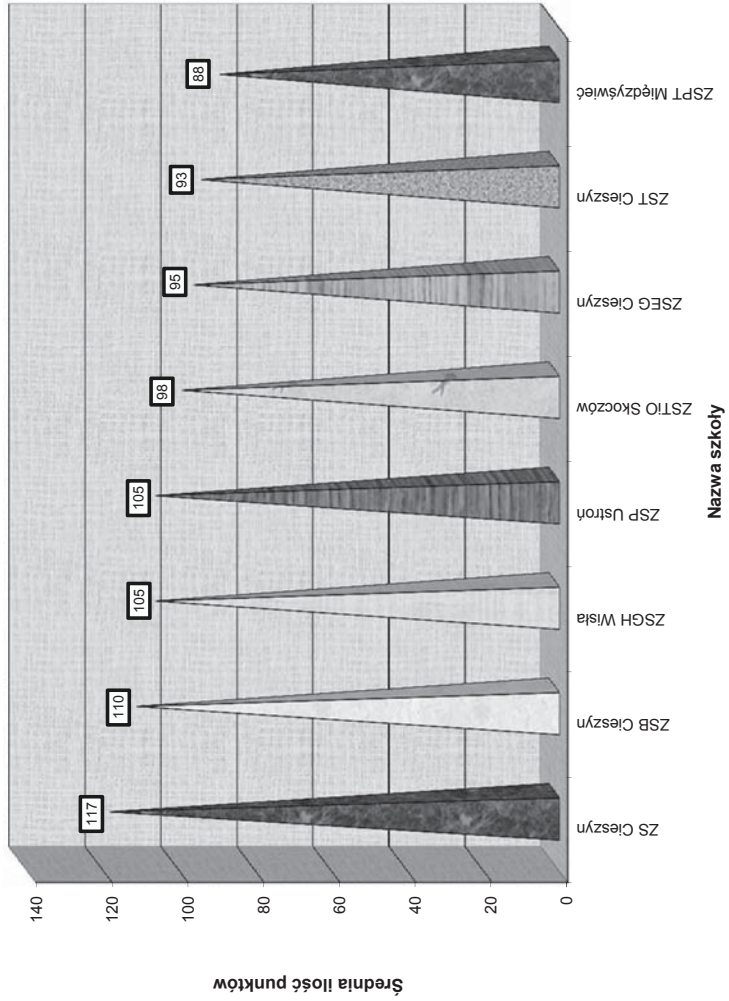 Średnia ilość punktów
140
120
100
80
60
40
20
0
117
110
105
105
98
95
93
88
ZS Cieszyn
ZSB Cieszyn
ZSGH Wisła
ZSP Ustroń
ZSTiO Skoczów
ZSEG Cieszyn
ZST Cieszyn
ZSPT Międzyświeć
Nazwa szkoły